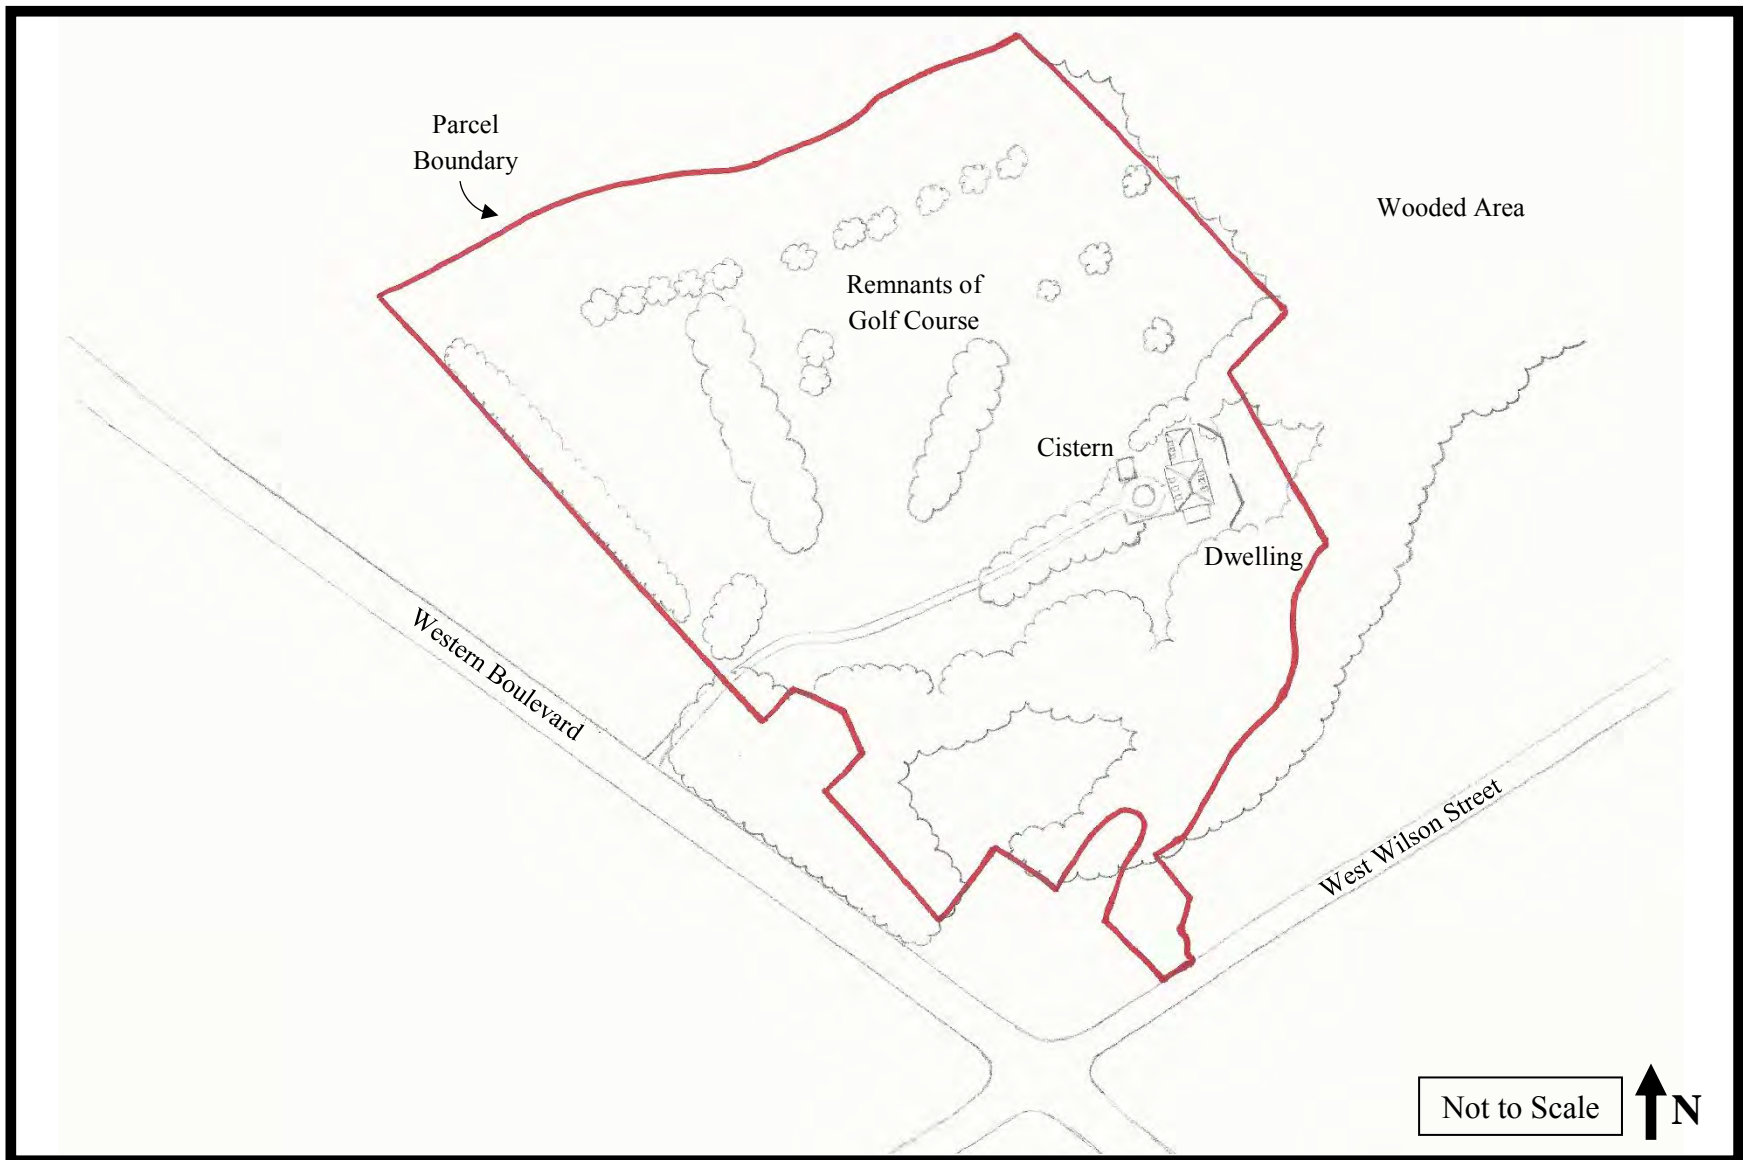 Parcel
Boundary
Wooded Area
Remnants of
Golf Course
Cistern
Dwelling
Western Boulevard
West Wilson Street
Not to Scale
N